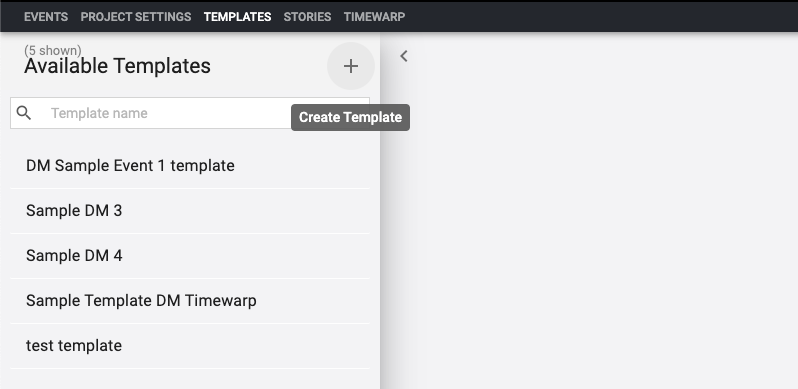 EVENTS PROJECT SETTINGS TEMPLATES STORIES TIMEWARP
(5 shown)
Available Templates
Template name
Create Template
DM Sample Event 1 template
Sample DM 3
Sample DM 4
Sample Template DM Timewarp
test template